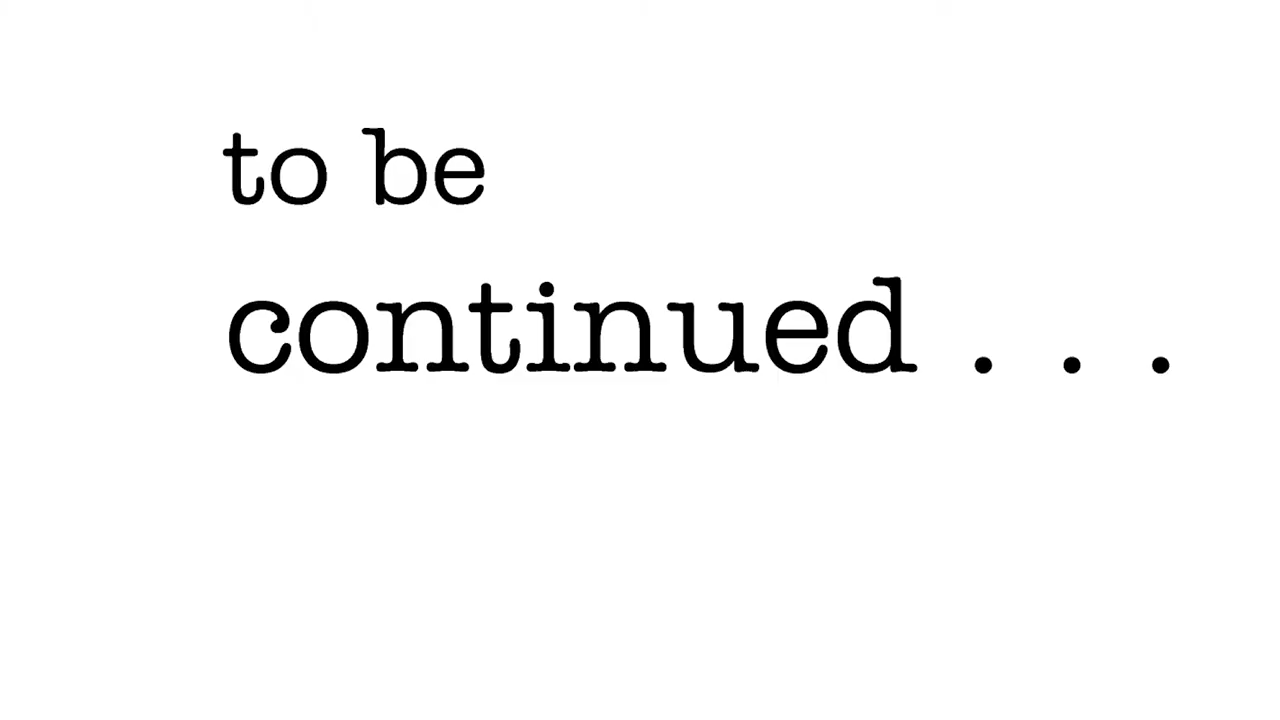 to be
continued . . .